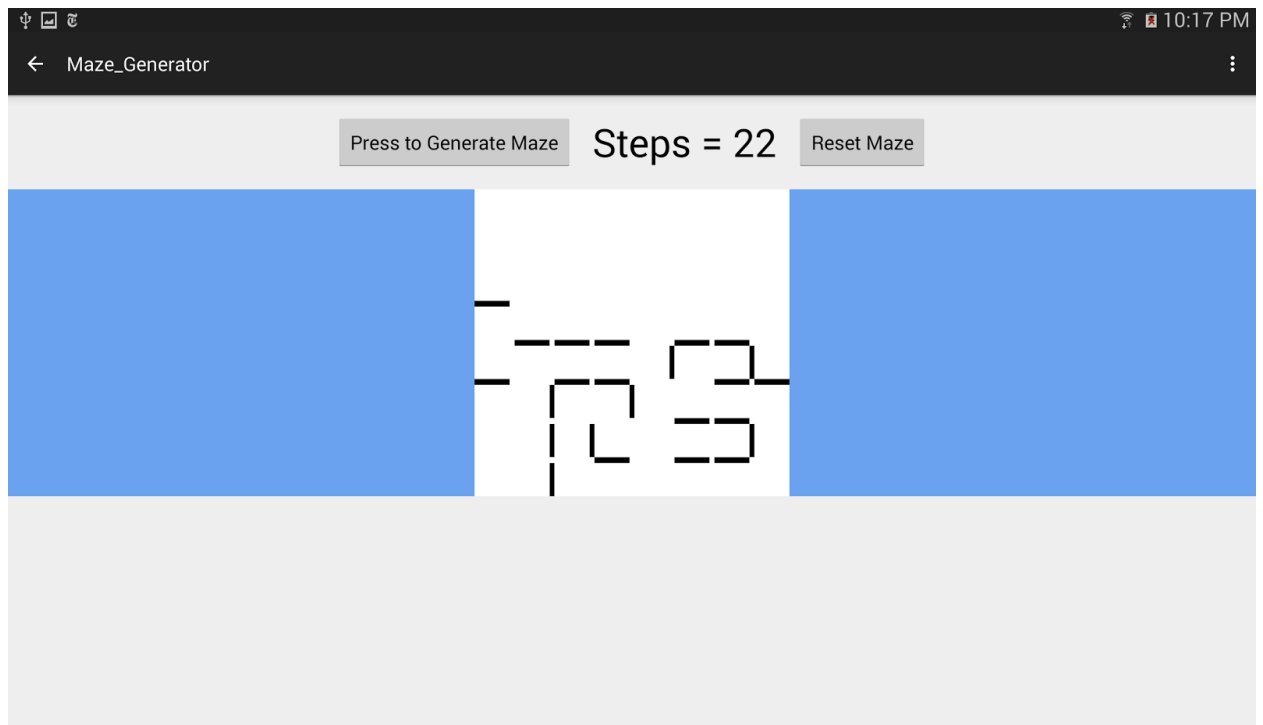 10:17 PM
Maze_Generator
Press to Generate Maze
Steps = 22
Reset Maze